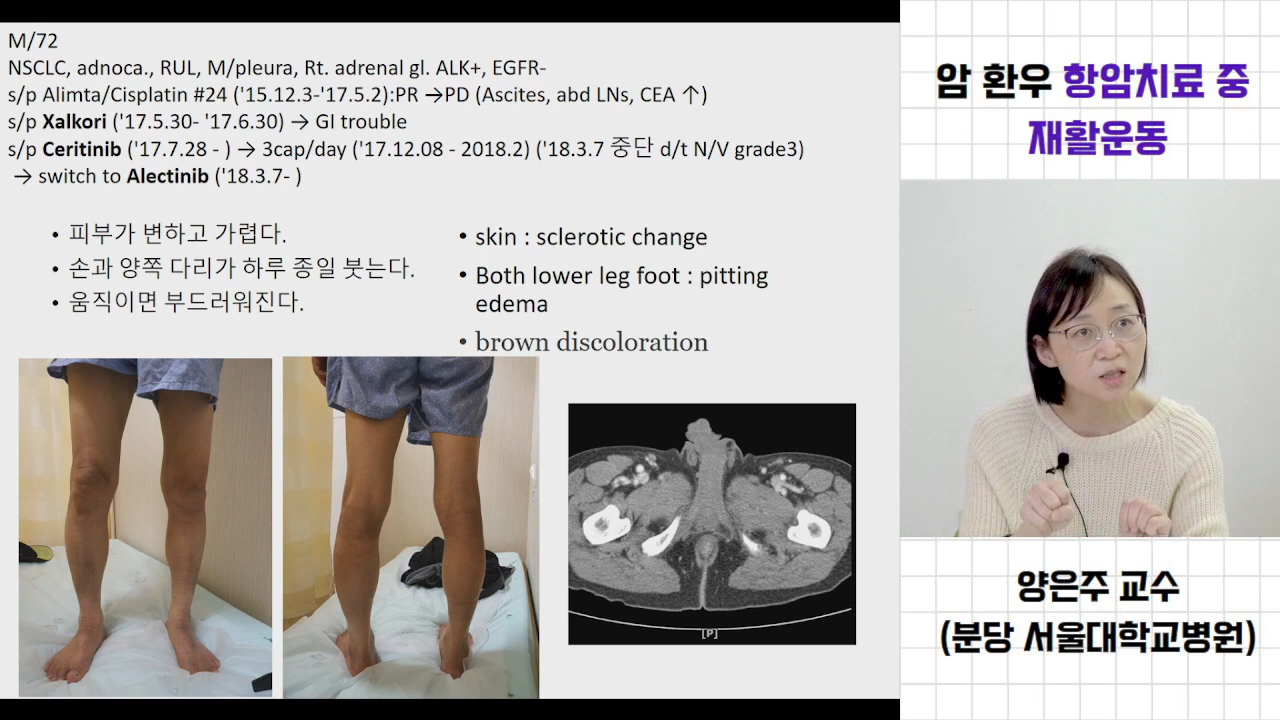 M/72
NSCLC, adnoca., RUL, M/pleura, Rt. adrenal gl. ALK+, EGFR-
s/p Alimta/Cisplatin #24 ('15.12.3-'17.5.2):PR →PD (Ascites, abd LNs, CEA ↑)
s/p Xalkori ('17.5.30- '17.6.30) → GI trouble
s/p Ceritinib ('17.7.28 - ) → 3cap/day ('17.12.08 - 2018.2) ('18.3.7 중단 d/t N/V grade3)
→ switch to Alectinib ('18.3.7- )
• 피부가 변하고 가렵다.
• 손과 양쪽 다리가 하루 종일 붓는다.
• 움직이면 부드러워진다.
• skin : sclerotic change
• Both lower leg foot : pitting
edema
• brown discoloration
[P]
암 환우 항암치료 중
재활운동
양은주 교수
(분당 서울대학교병원)